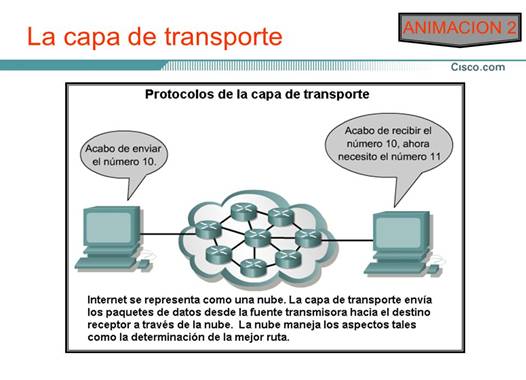 La capa de transporte
ANIMACION 2
Cisco.com
Protocolos de la capa de transporte
Acabo de enviar
el número 10.
Acabo de recibir el
número 10, ahora
necesito el número 11
Internet se representa como una nube. La capa de transporte envía
los paquetes de datos desde la fuente transmisora hacia el destino
receptor a través de la nube. La nube maneja los aspectos tales
como la determinación de la mejor ruta.